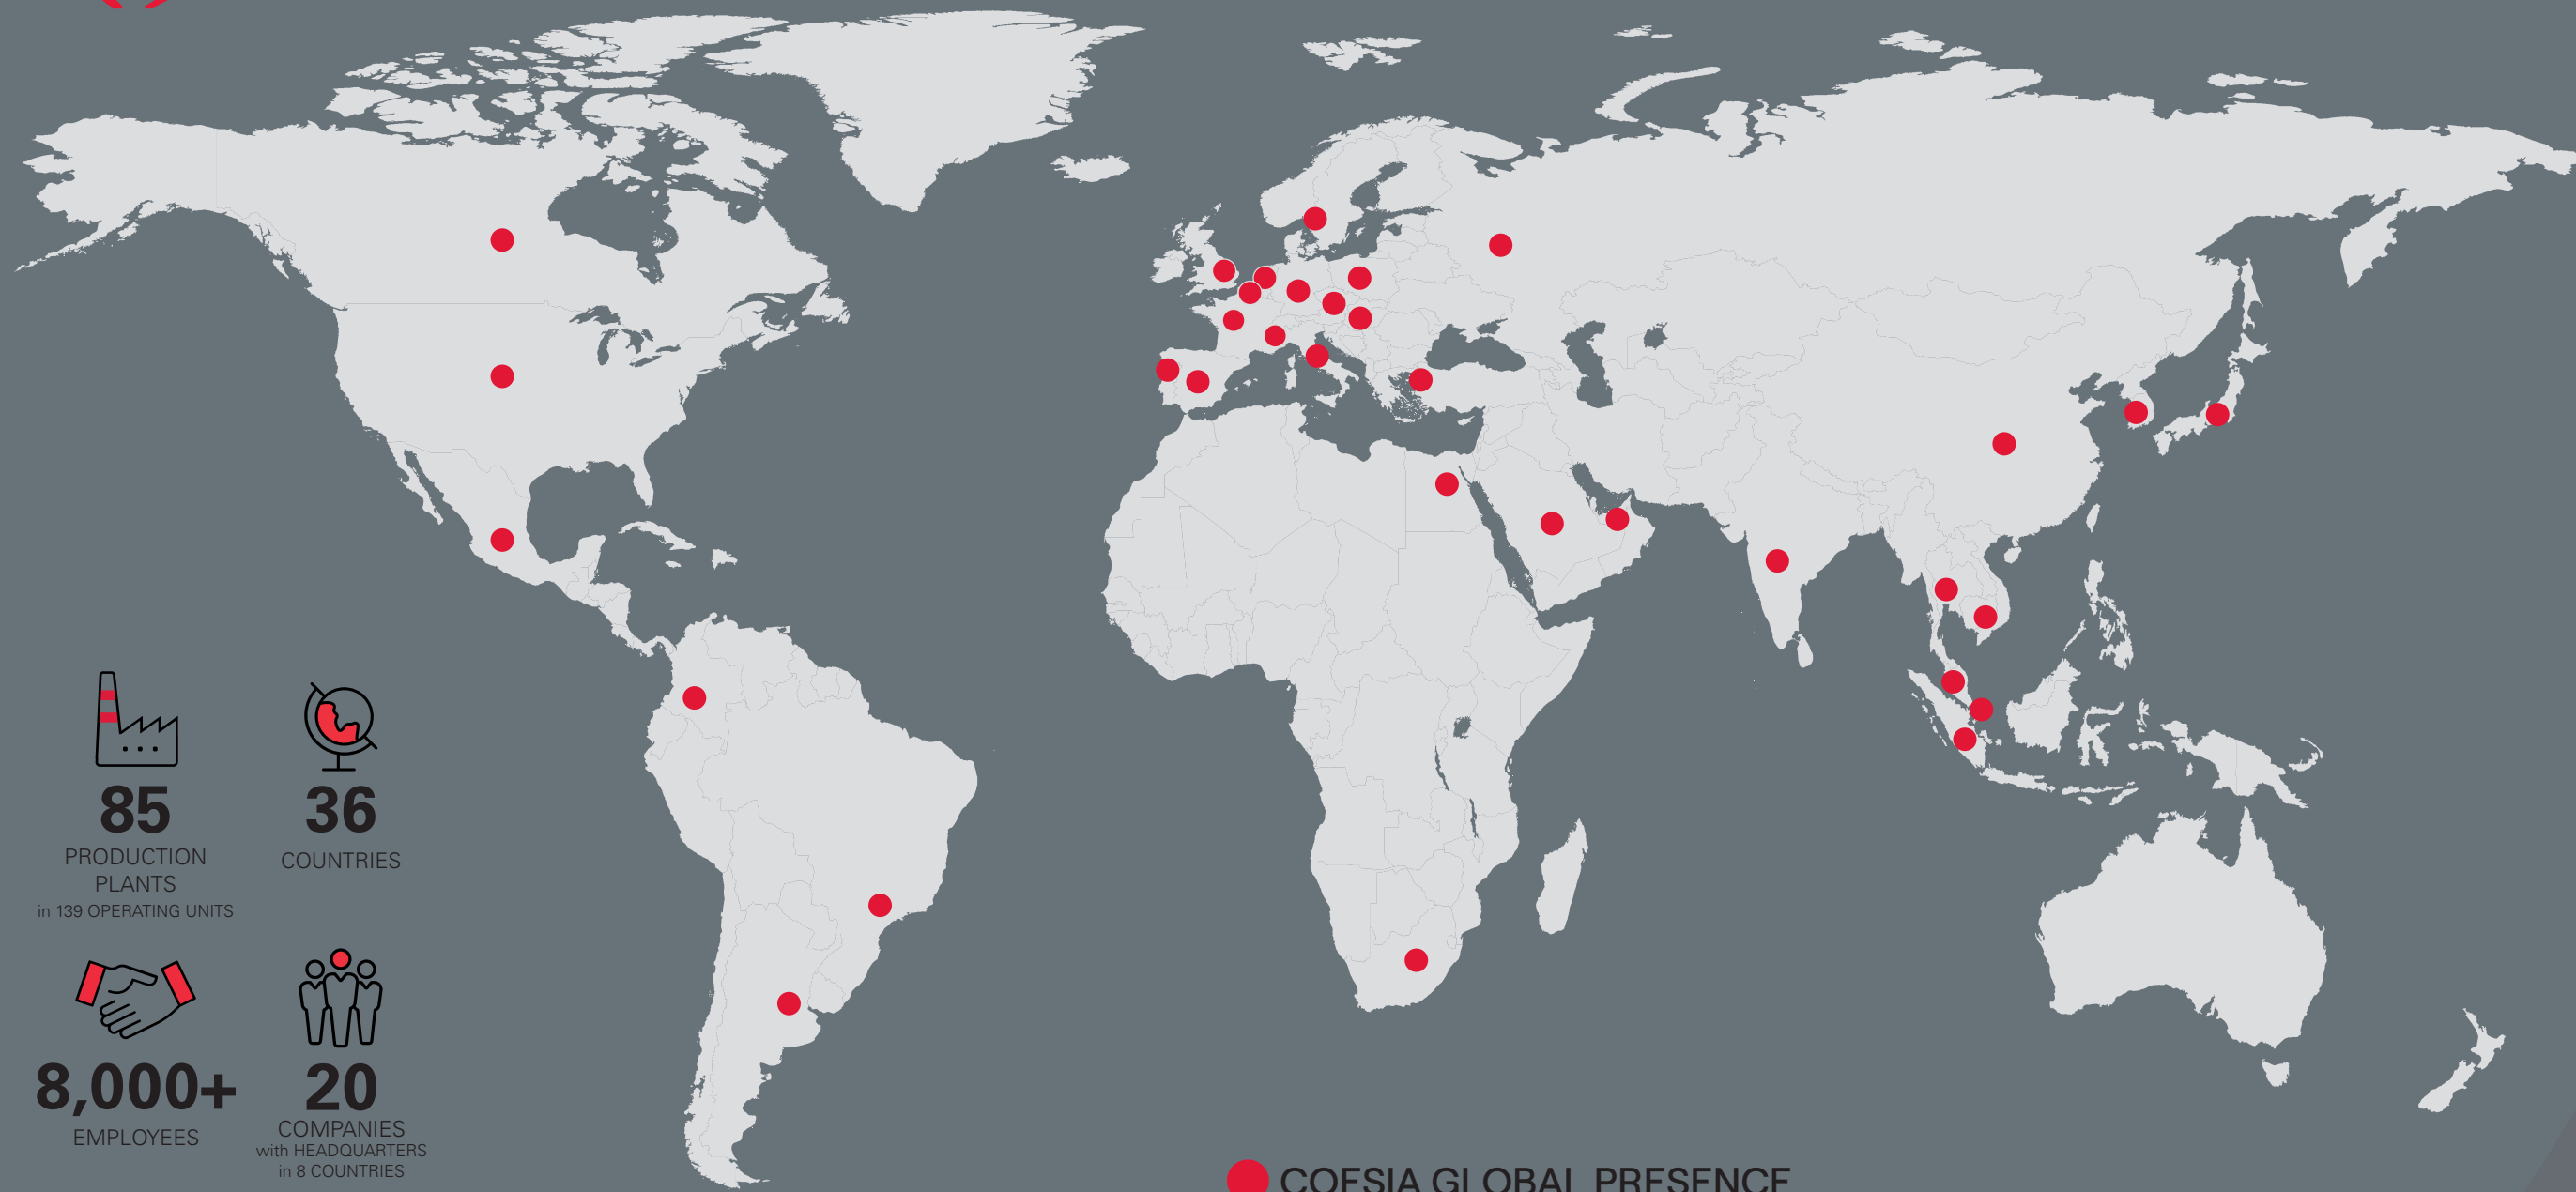 85
PRODUCTION
PLANTS
in 139 OPERATING UNITS
36
COUNTRIES
8,000+
EMPLOYEES
20
COMPANIES
with HEADQUARTERS
in 8 COUNTRIES
COESIA GLOBAL PRESENCE